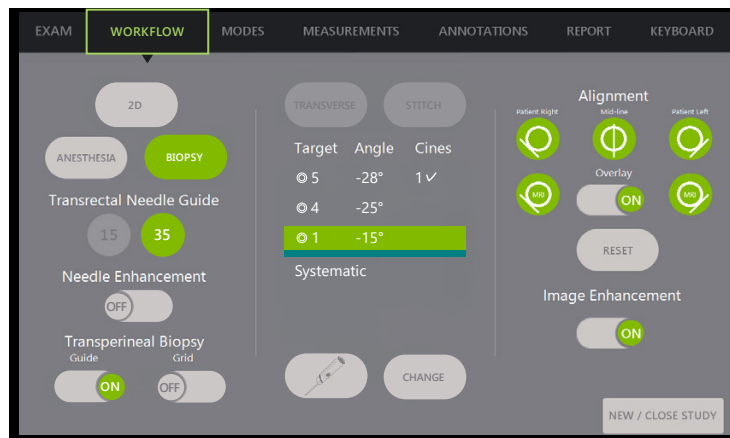 EXAM WORKFLOW MODES MEASUREMENTS ANNOTATIONS REPORT KEYBOARD
2D
ANESTHESIA BIOPSY
Transrectal Needle Guide
15 35
Needle Enhancement
OFF
Transperineal Biopsy
Guide Grid
ON OFF
TRANSVERSE STITCH
Target Angle Cines
5 -28° 1✓
4 -25°
1 -15°
Systematic
CHANGE
Alignment
Patient Right Mid-line Patient Left
Overlay
MRI ON MRI
RESET
Image Enhancement
ON
NEW / CLOSE STUDY